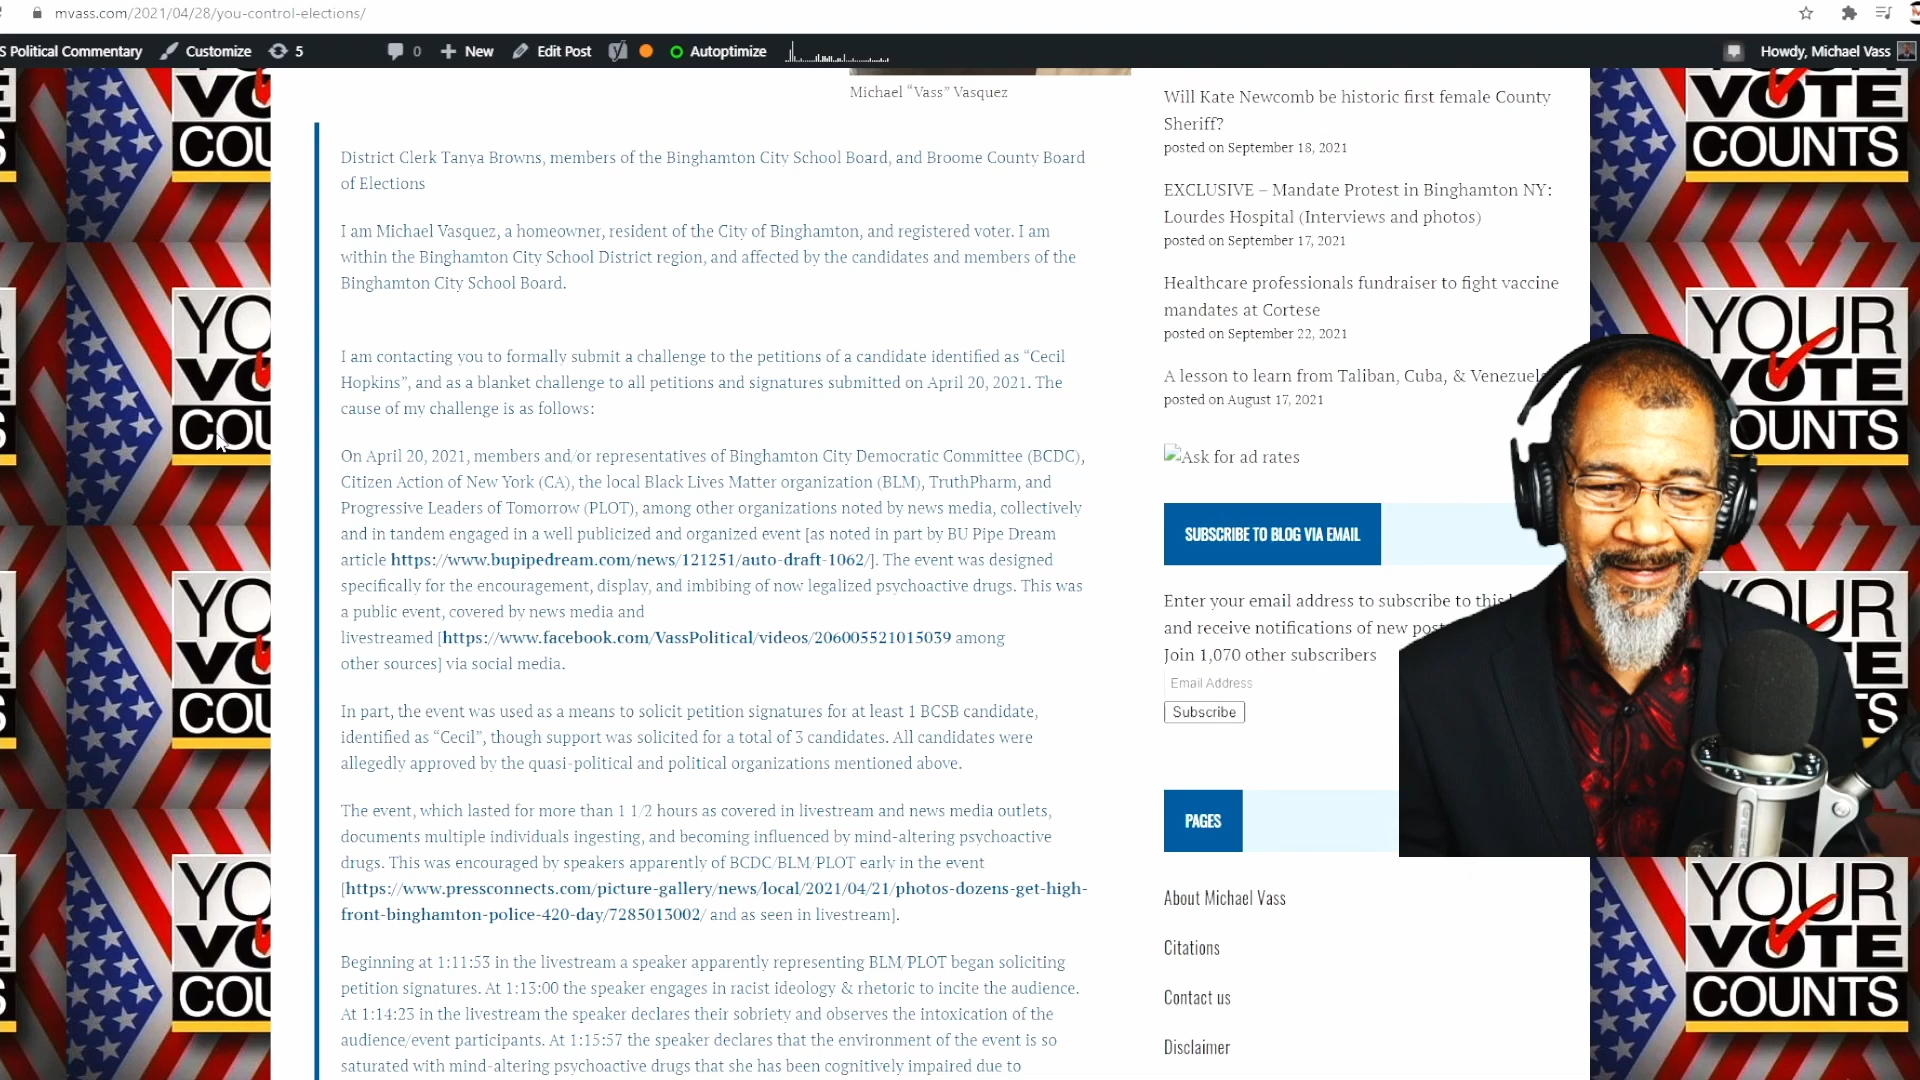 mvass.com/2021/04/28/you-control-elections/
S Political Commentary Customize 5 0 New Edit Post Autoptimize Howdy, Michael Vass
Michael “Vass” Vasquez
District Clerk Tanya Browns, members of the Binghamton City School Board, and Broome County Board
of Elections
I am Michael Vasquez, a homeowner, resident of the City of Binghamton, and registered voter. I am
within the Binghamton City School District region, and affected by the candidates and members of the
Binghamton City School Board.
I am contacting you to formally submit a challenge to the petitions of a candidate identified as “Cecil
Hopkins”, and as a blanket challenge to all petitions and signatures submitted on April 20, 2021. The
cause of my challenge is as follows:
On April 20, 2021, members and/or representatives of Binghamton City Democratic Committee (BCDC),
Citizen Action of New York (CA), the local Black Lives Matter organization (BLM), TruthPharm, and
Progressive Leaders of Tomorrow (PLOT), among other organizations noted by news media, collectively
and in tandem engaged in a well publicized and organized event [as noted in part by BU Pipe Dream
article https://www.bupipedream.com/news/121251/auto-draft-1062/]. The event was designed
specifically for the encouragement, display, and imbibing of now legalized psychoactive drugs. This was
a public event, covered by news media and
livestreamed [https://www.facebook.com/VassPolitical/videos/206005521015039 among
other sources] via social media.
In part, the event was used as a means to solicit petition signatures for at least 1 BCSB candidate,
identified as “Cecil”, though support was solicited for a total of 3 candidates. All candidates were
allegedly approved by the quasi-political and political organizations mentioned above.
The event, which lasted for more than 1 1/2 hours as covered in livestream and news media outlets,
documents multiple individuals ingesting, and becoming influenced by mind-altering psychoactive
drugs. This was encouraged by speakers apparently of BCDC/BLM/PLOT early in the event
[https://www.pressconnects.com/picture-gallery/news/local/2021/04/21/photos-dozens-get-high-
front-binghamton-police-420-day/7285013002/ and as seen in livestream].
Beginning at 1:11:53 in the livestream a speaker apparently representing BLM/PLOT began soliciting
petition signatures. At 1:13:00 the speaker engages in racist ideology & rhetoric to incite the audience.
At 1:14:23 in the livestream the speaker declares their sobriety and observes the intoxication of the
audience/event participants. At 1:15:57 the speaker declares that the environment of the event is so
saturated with mind-altering psychoactive drugs that she has been cognitively impaired due to
Will Kate Newcomb be historic first female County
Sheriff?
posted on September 18, 2021
EXCLUSIVE – Mandate Protest in Binghamton NY:
Lourdes Hospital (Interviews and photos)
posted on September 17, 2021
Healthcare professionals fundraiser to fight vaccine
mandates at Cortese
posted on September 22, 2021
A lesson to learn from Taliban, Cuba, & Venezuel
posted on August 17, 2021
Ask for ad rates
SUBSCRIBE TO BLOG VIA EMAIL
Enter your email address to subscribe to this
and receive notifications of new
Join 1,070 other subscribers
Email Address
Subscribe
PAGES
About Michael Vass
Citations
Contact us
Disclaimer
YOUR
VOTE
COUNTS
YOUR
VOTE
COUNTS
YOUR
VOTE
COUNTS